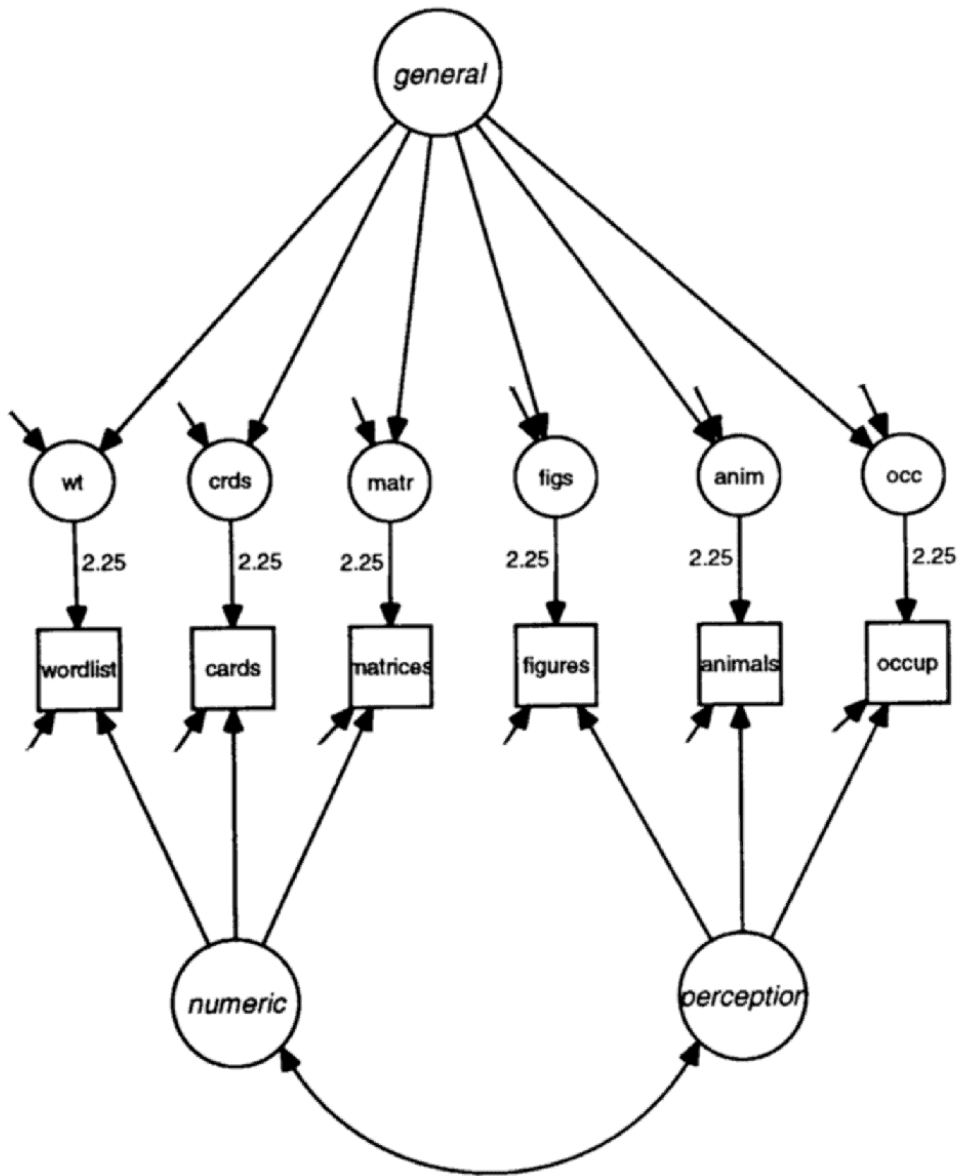 general
wt
crds
matr
figs
anim
occ
2.25
2.25
2.25
2.25
2.25
2.25
wordlist
cards
matrices
figures
animals
occup
numeric
perception